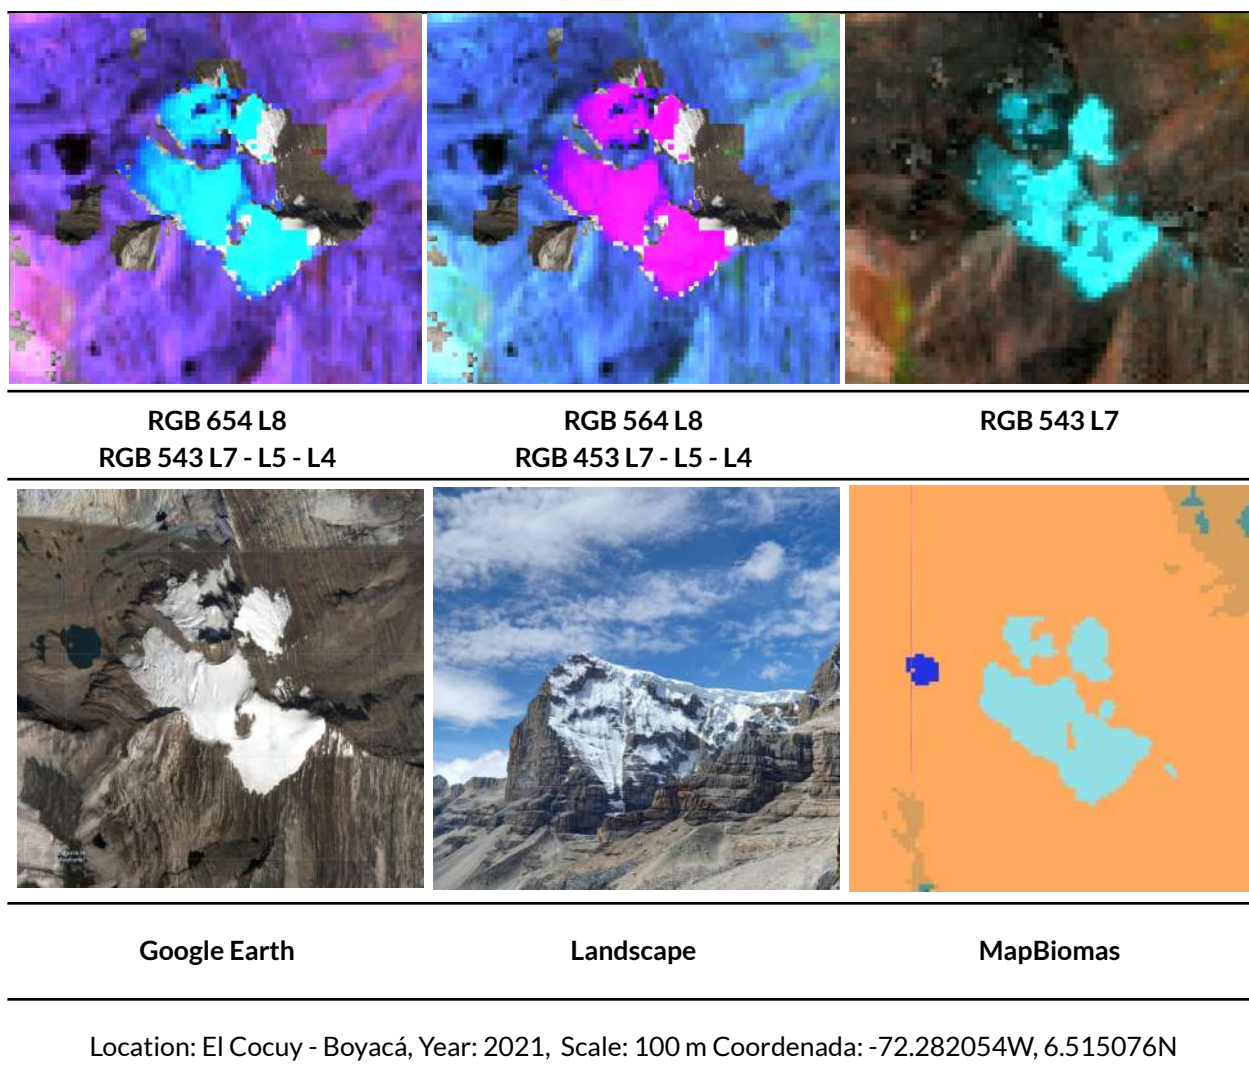 RGB 654 L8
RGB 543 L7 - L5 - L4
RGB 564 L8
RGB 453 L7 - L5 - L4
RGB 543 L7
Google Earth
Landscape
MapBiomas
Location: El Cocuy - Boyacá, Year: 2021, Scale: 100 m Coordenada: -72.282054W, 6.515076N